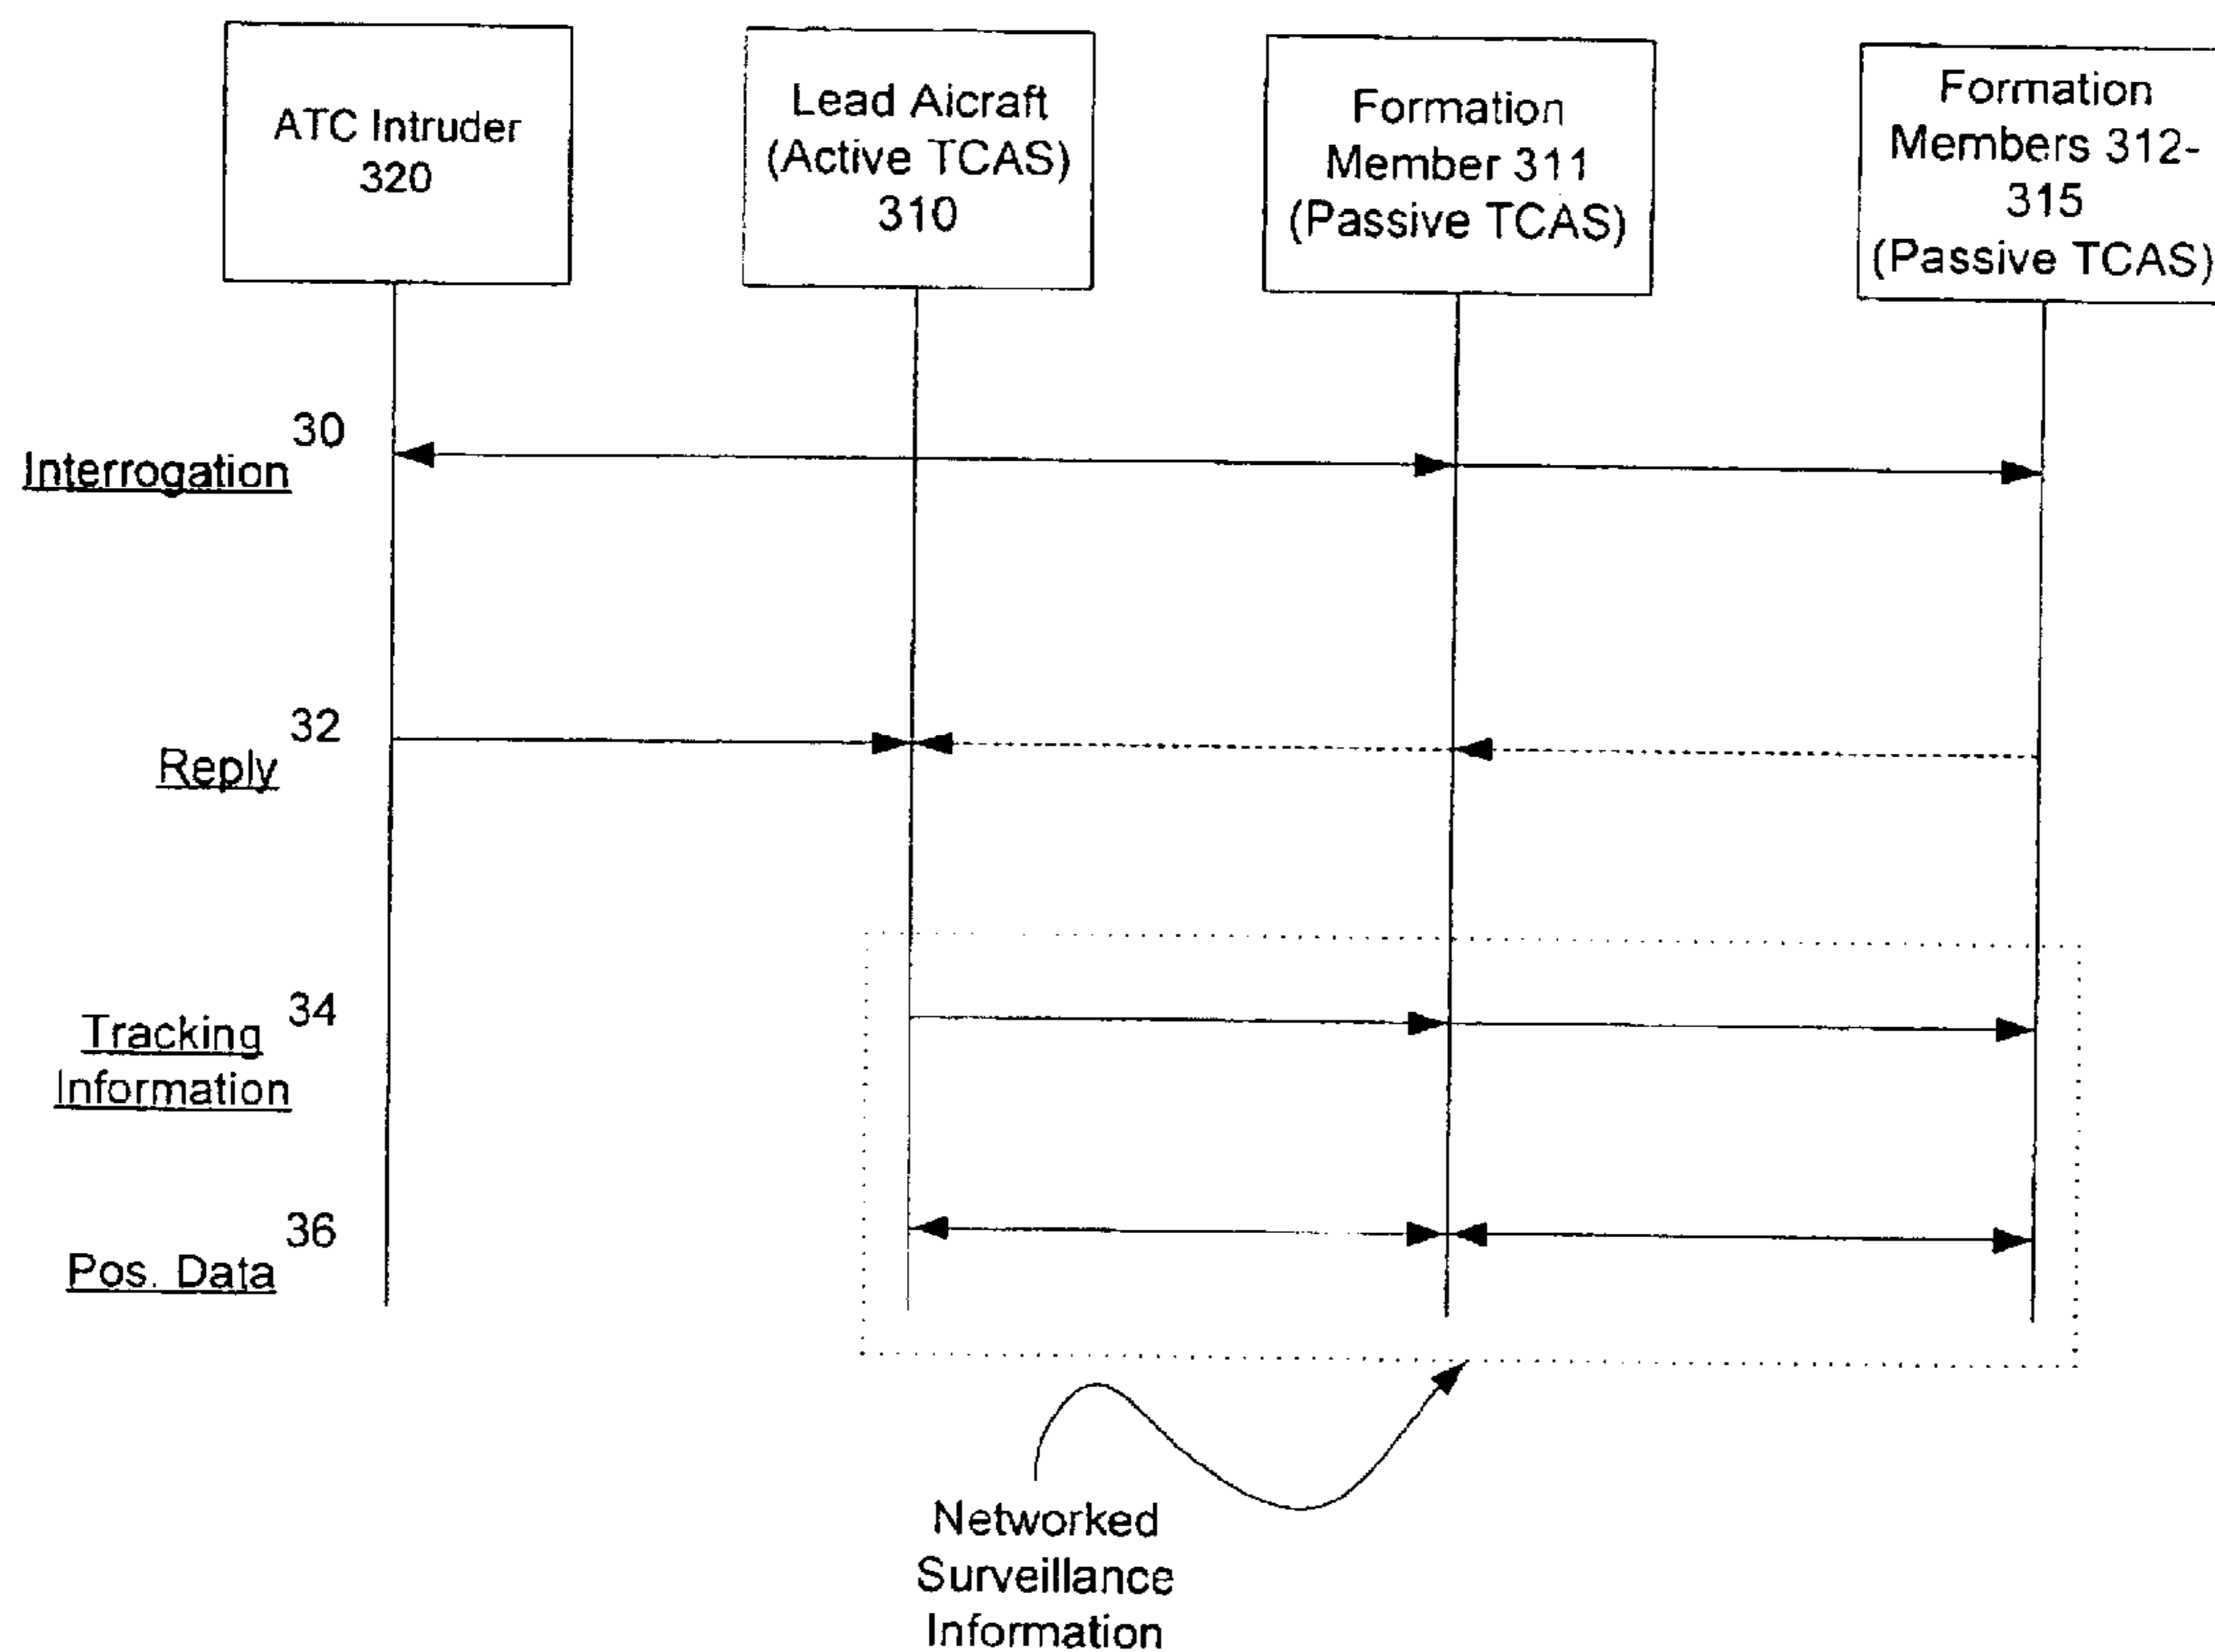 ATC Intruder
320
Lead Aicraft
(Active TCAS)
310
Formation
Member 311
(Passive TCAS)
Formation
Members 312-
315
(Passive TCAS)
30
Interrogation
32
Reply
34
Tracking
Information
36
Pos. Data
Networked
Surveillance
Information